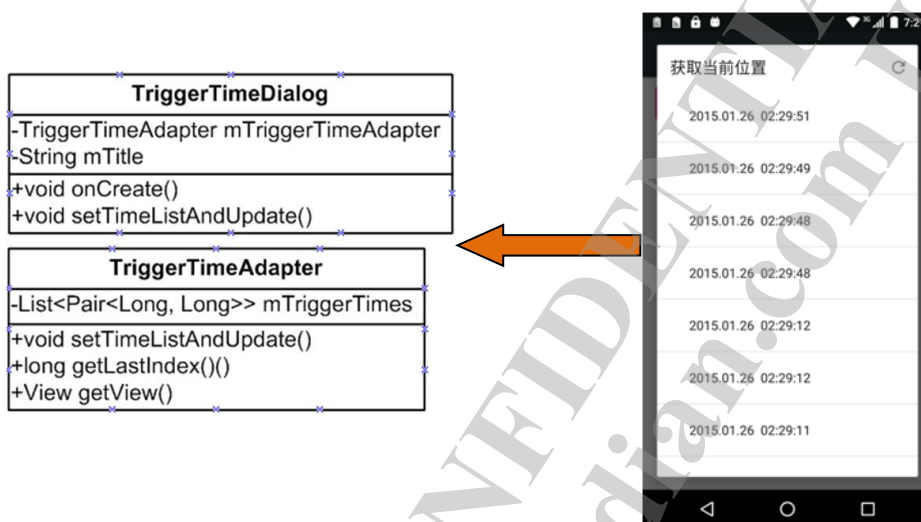 TriggerTimeDialog
-TriggerTimeAdapter mTriggerTimeAdapter
-String mTitle
+void onCreate()
+void setTimeListAndUpdate()
TriggerTimeAdapter
-List<Pair<Long, Long>> mTriggerTimes
+void setTimeListAndUpdate()
+long getLastIndex()()
+View getView()
获取当前位置
2015.01.26 02:29:51
2015.01.26 02:29:49
2015.01.26 02:29:48
2015.01.26 02:29:48
2015.01.26 02:29:12
2015.01.26 02:29:12
2015.01.26 02:29:11